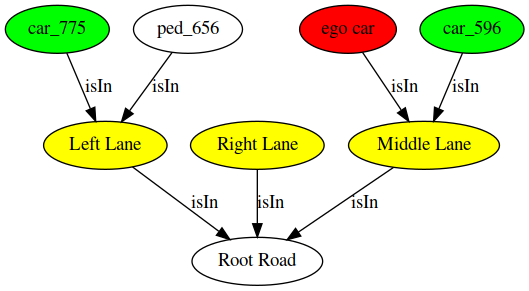 car_775
ped_656
ego car
car_596
isIn
isIn
isIn
isIn
Left Lane
Right Lane
Middle Lane
isIn
isIn
isIn
Root Road